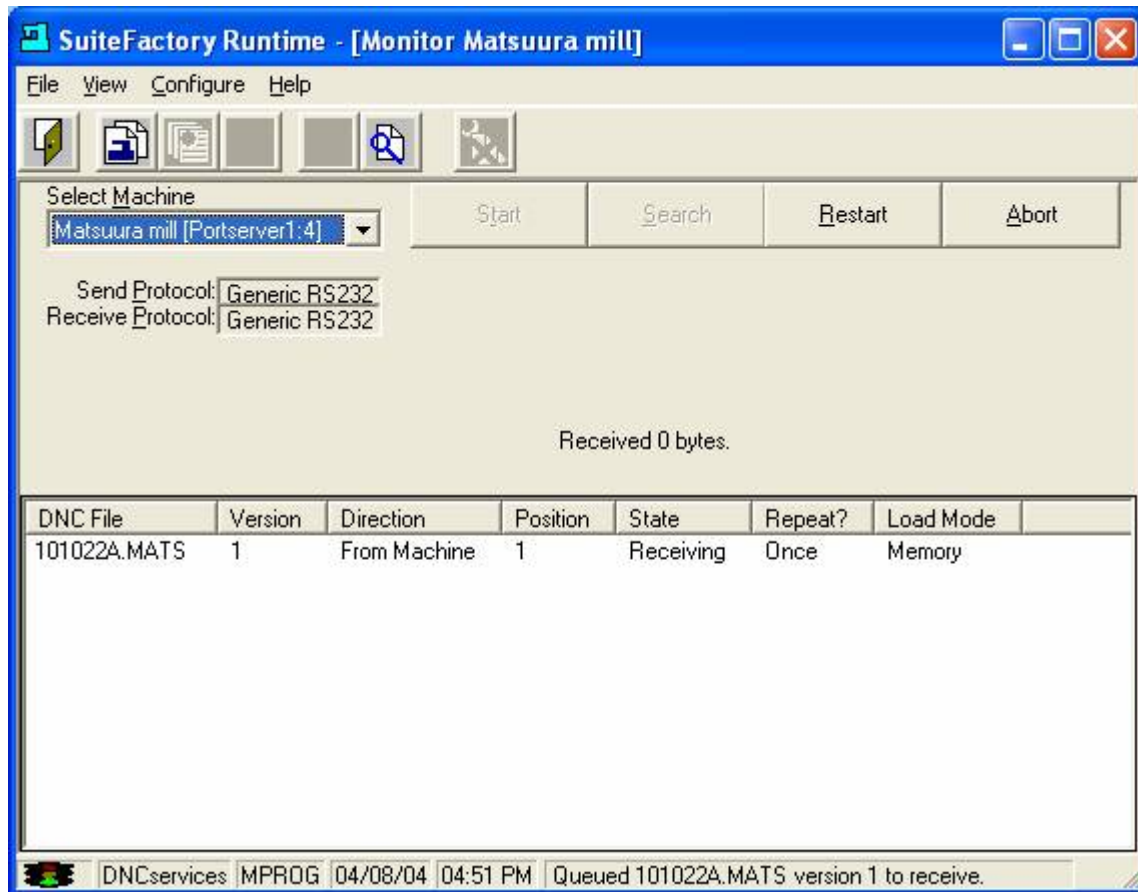 SuiteFactory Runtime - [Monitor Matsuura mill]
File View Configure Help
Select Machine
Matsuura mill [Portserver1:4]
Start Search Restart Abort
Send Protocol: Generic RS232
Receive Protocol: Generic RS232
Received 0 bytes.
DNC File Version Direction Position State Repeat? Load Mode
101022A.MATS 1 From Machine 1 Receiving Once Memory
DNCservices MPROG 04/08/04 04:51 PM Queued 101022A.MATS version 1 to receive.